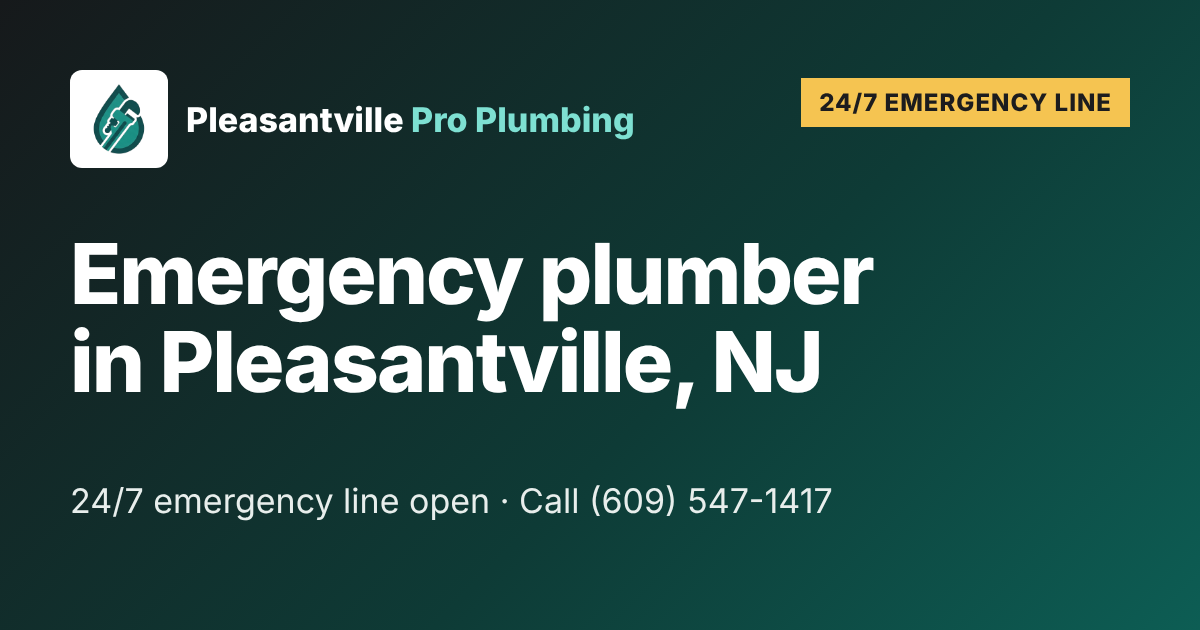 Pleasantville Pro Plumbing
24/7 EMERGENCY LINE
Emergency plumber
in Pleasantville, NJ
24/7 emergency line open · Call (609) 547-1417